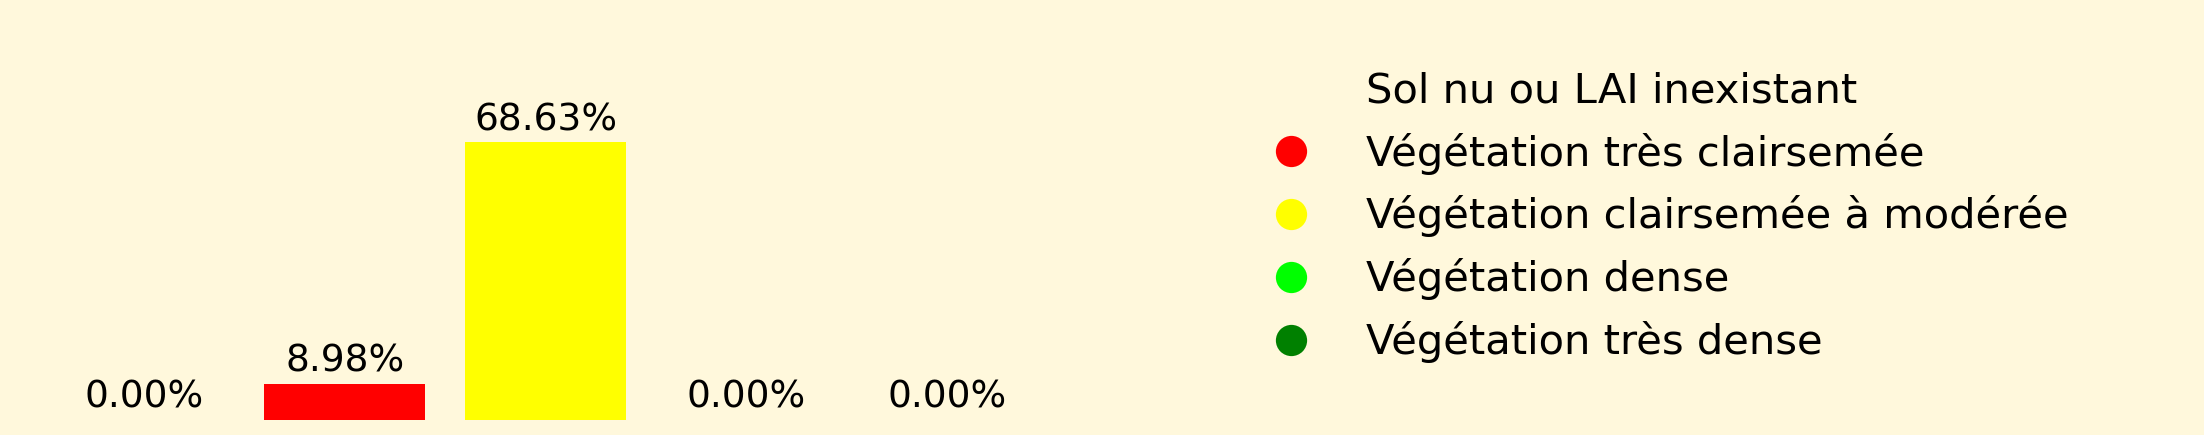 68.63%
8.98%
0.00%
0.00%
0.00%
Sol nu ou LAI inexistant
Végétation très clairsemée
Végétation clairsemée à modérée
Végétation dense
Végétation très dense